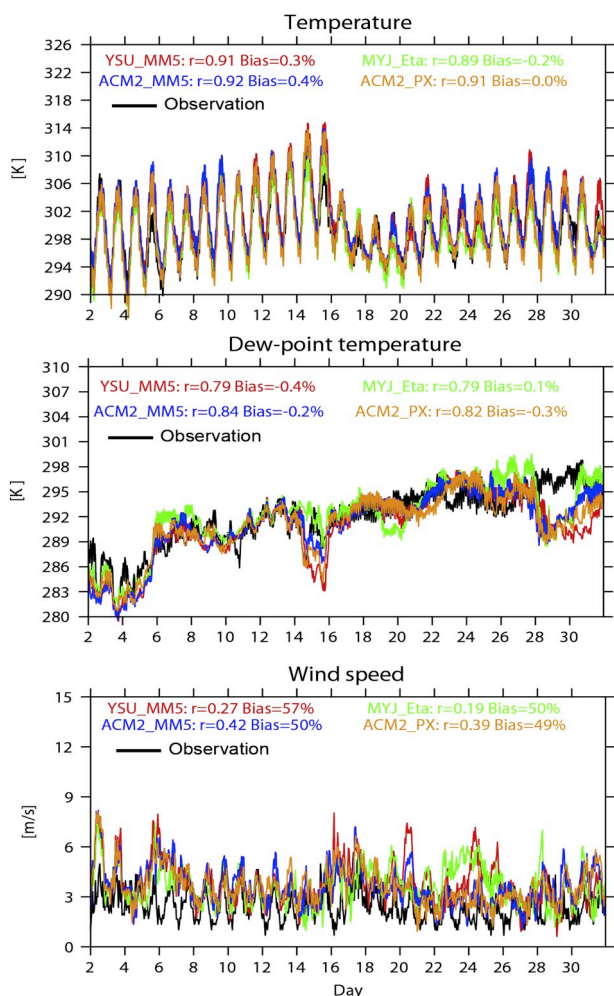 Temperature
326
322
318
314
310
306
302
298
294
290
[K]
YSU_MM5: r=0.91 Bias=0.3%
MYJ_Eta: r=0.89 Bias=-0.2%
ACM2_MM5: r=0.92 Bias=0.4%
ACM2_PX: r=0.91 Bias=0.0%
Observation
2 4 6 8 10 12 14 16 18 20 22 24 26 28 30
Dew-point temperature
310
307
304
301
298
295
292
289
286
283
280
[K]
YSU_MM5: r=0.79 Bias=-0.4%
MYJ_Eta: r=0.79 Bias=0.1%
ACM2_MM5: r=0.84 Bias=-0.2%
ACM2_PX: r=0.82 Bias=-0.3%
Observation
2 4 6 8 10 12 14 16 18 20 22 24 26 28 30
Wind speed
15
12
9
6
3
0
[m/s]
YSU_MM5: r=0.27 Bias=57%
MYJ_Eta: r=0.19 Bias=50%
ACM2_MM5: r=0.42 Bias=50%
ACM2_PX: r=0.39 Bias=49%
Observation
2 4 6 8 10 12 14 16 18 20 22 24 26 28 30
Day